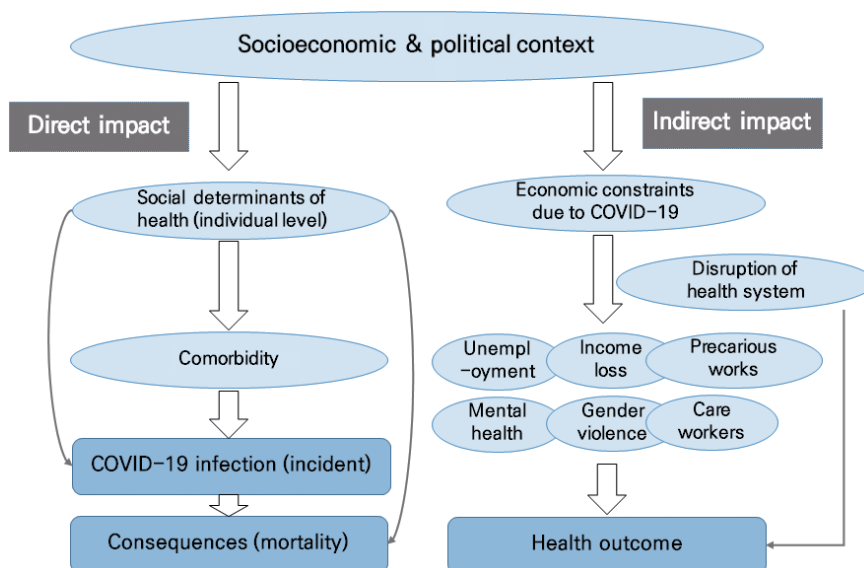 Socioeconomic & political context
Direct impact
Indirect impact
Social determinants of
health (individual level)
Economic constraints
due to COVID-19
Disruption of
health system
Comorbidity
Unempl
-oyment
Income
loss
Precarious
works
Mental
health
Gender
violence
Care
workers
COVID-19 infection (incident)
Consequences (mortality)
Health outcome